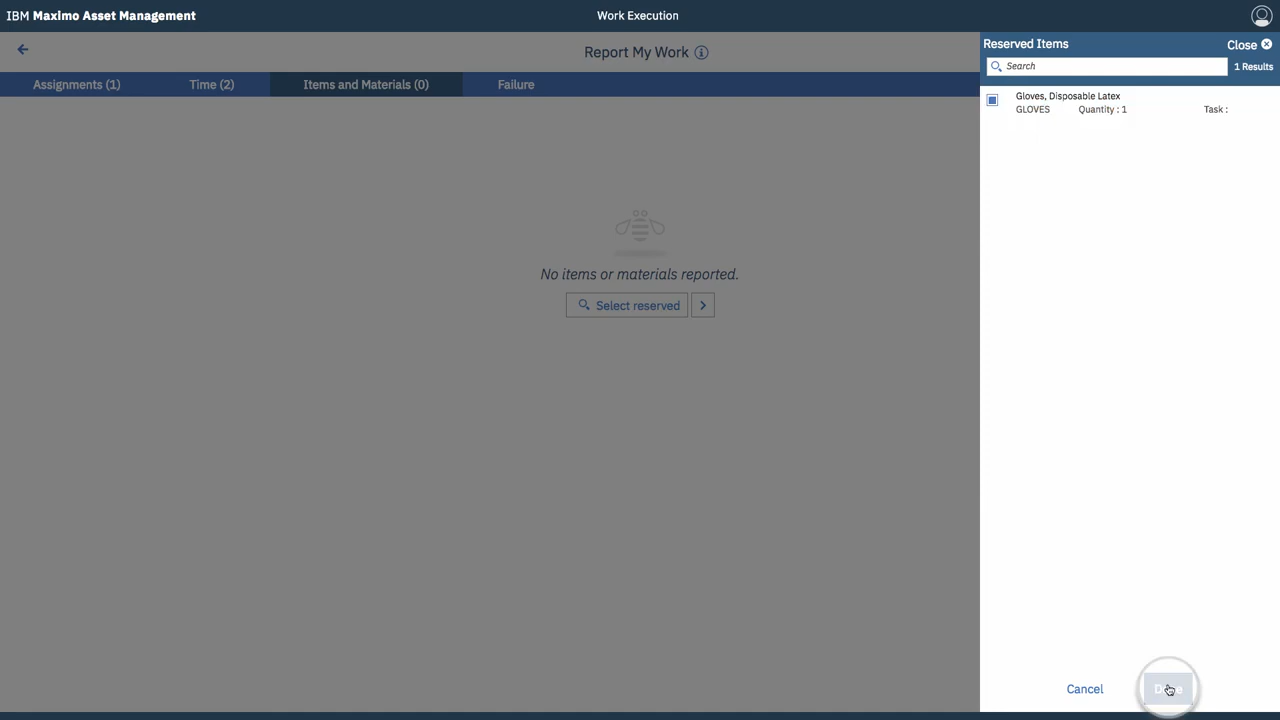 IBM Maximo Asset Management
Work Execution
Report My Work
Reserved Items
Close
Search
1 Results
Assignments (1)
Time (2)
Items and Materials (0)
Failure
Gloves, Disposable Latex
GLOVES Quantity : 1 Task :
No items or materials reported.
Select reserved
Cancel